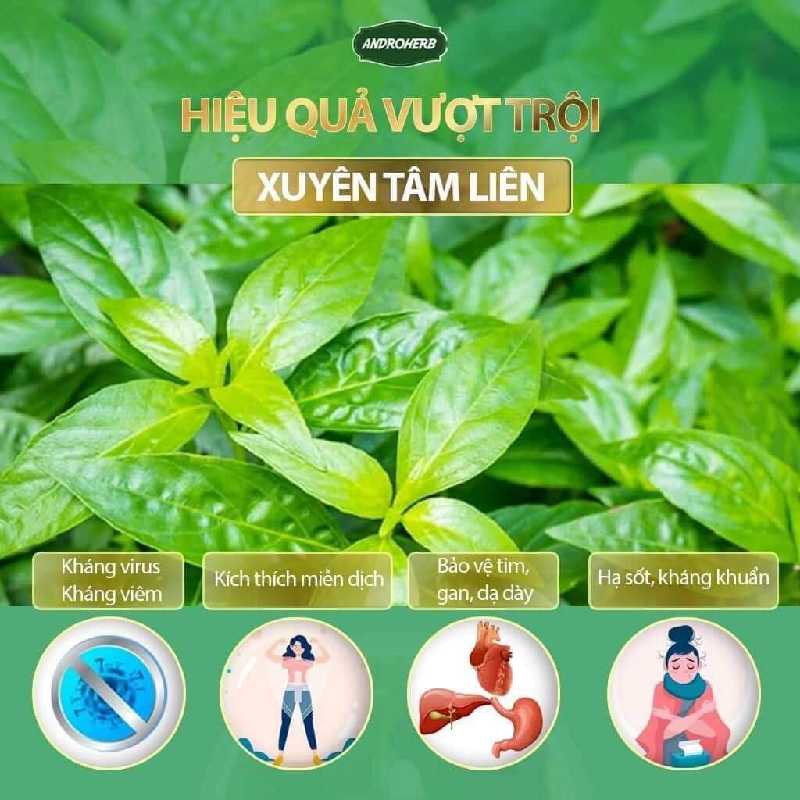 ANDROHERB
HIỆU QUẢ VƯỢT TRỘI
XUYÊN TÂM LIÊN
Kháng virus
Kháng viêm
Kích thích miễn dịch
Bảo vệ tim,
gan, dạ dày
Hạ sốt, kháng khuẩn